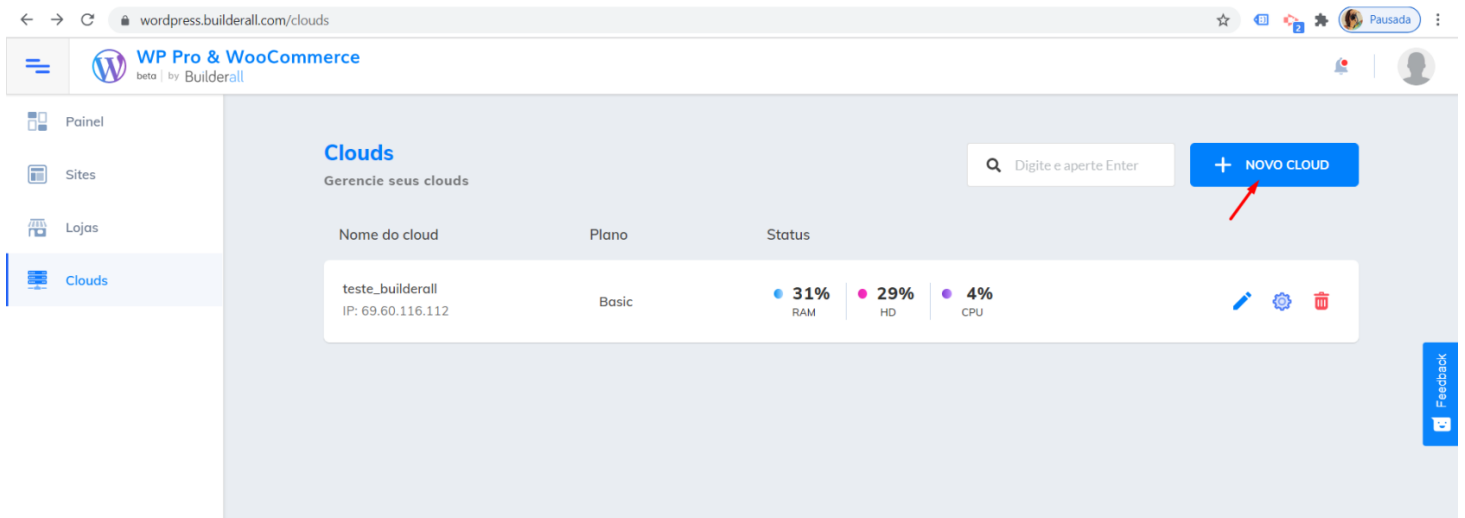 wordpress.builderall.com/clouds
2
Pausada
WP Pro & WooCommerce
beta | by Builderall
Painel
Sites
Lojas
Clouds
Clouds
Gerencie seus clouds
Digite e aperte Enter
NOVO CLOUD
Nome do cloud Plano Status
teste_builderall
IP: 69.60.116.112
Basic
31% 29% 4%
RAM HD CPU
Feedback